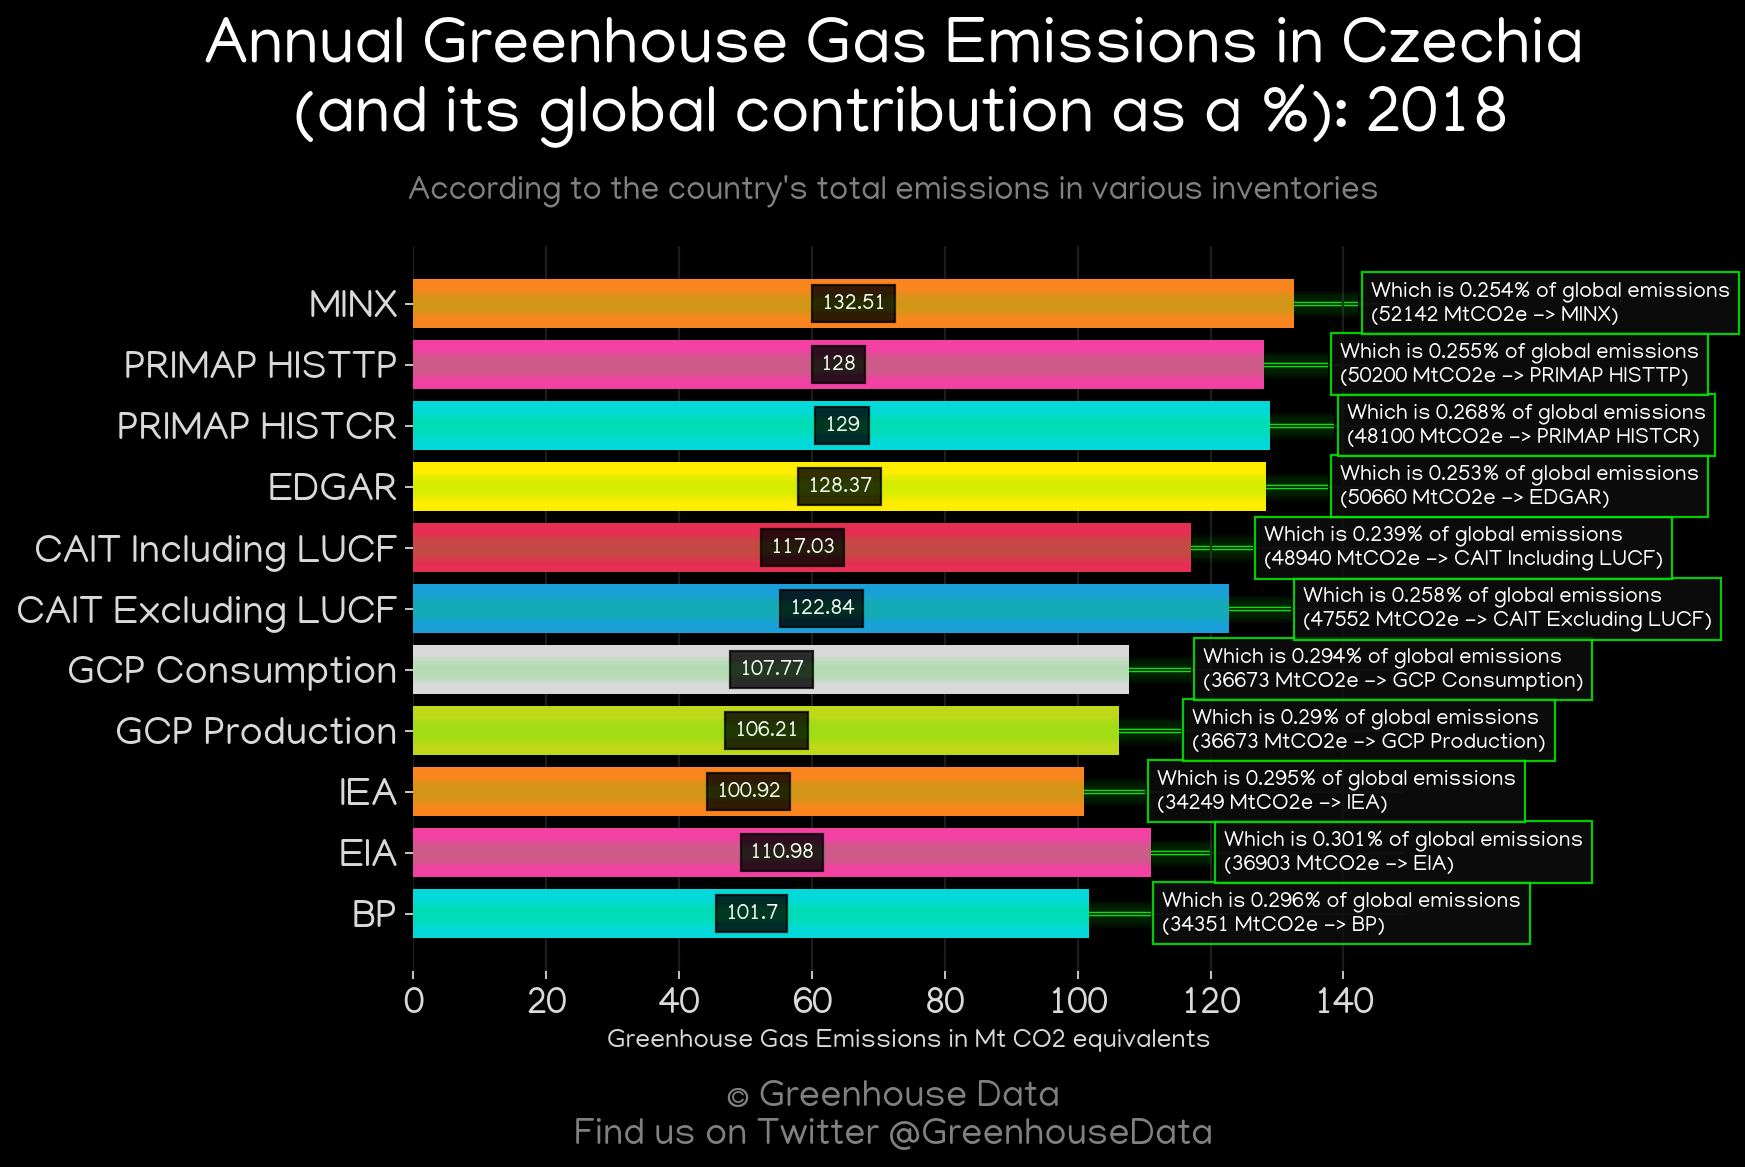 Annual Greenhouse Gas Emissions in Czechia
(and its global contribution as a %): 2018
According to the country's total emissions in various inventories
MINX
132.51
Which is 0.254% of global emissions
(52142 MtCO2e -> MINX)
PRIMAP HISTTP
128
Which is 0.255% of global emissions
(50200 MtCO2e -> PRIMAP HISTTP)
PRIMAP HISTCR
129
Which is 0.268% of global emissions
(48100 MtCO2e -> PRIMAP HISTCR)
EDGAR
128.37
Which is 0.253% of global emissions
(50660 MtCO2e -> EDGAR)
CAIT Including LUCF
117.03
Which is 0.239% of global emissions
(48940 MtCO2e -> CAIT Including LUCF)
CAIT Excluding LUCF
122.84
Which is 0.258% of global emissions
(47552 MtCO2e -> CAIT Excluding LUCF)
GCP Consumption
107.77
Which is 0.294% of global emissions
(36673 MtCO2e -> GCP Consumption)
GCP Production
106.21
Which is 0.29% of global emissions
(36673 MtCO2e -> GCP Production)
IEA
100.92
Which is 0.295% of global emissions
(34249 MtCO2e -> IEA)
EIA
110.98
Which is 0.301% of global emissions
(36903 MtCO2e -> EIA)
BP
101.7
Which is 0.296% of global emissions
(34351 MtCO2e -> BP)
0 20 40 60 80 100 120 140
Greenhouse Gas Emissions in Mt CO2 equivalents
© Greenhouse Data
Find us on Twitter @GreenhouseData